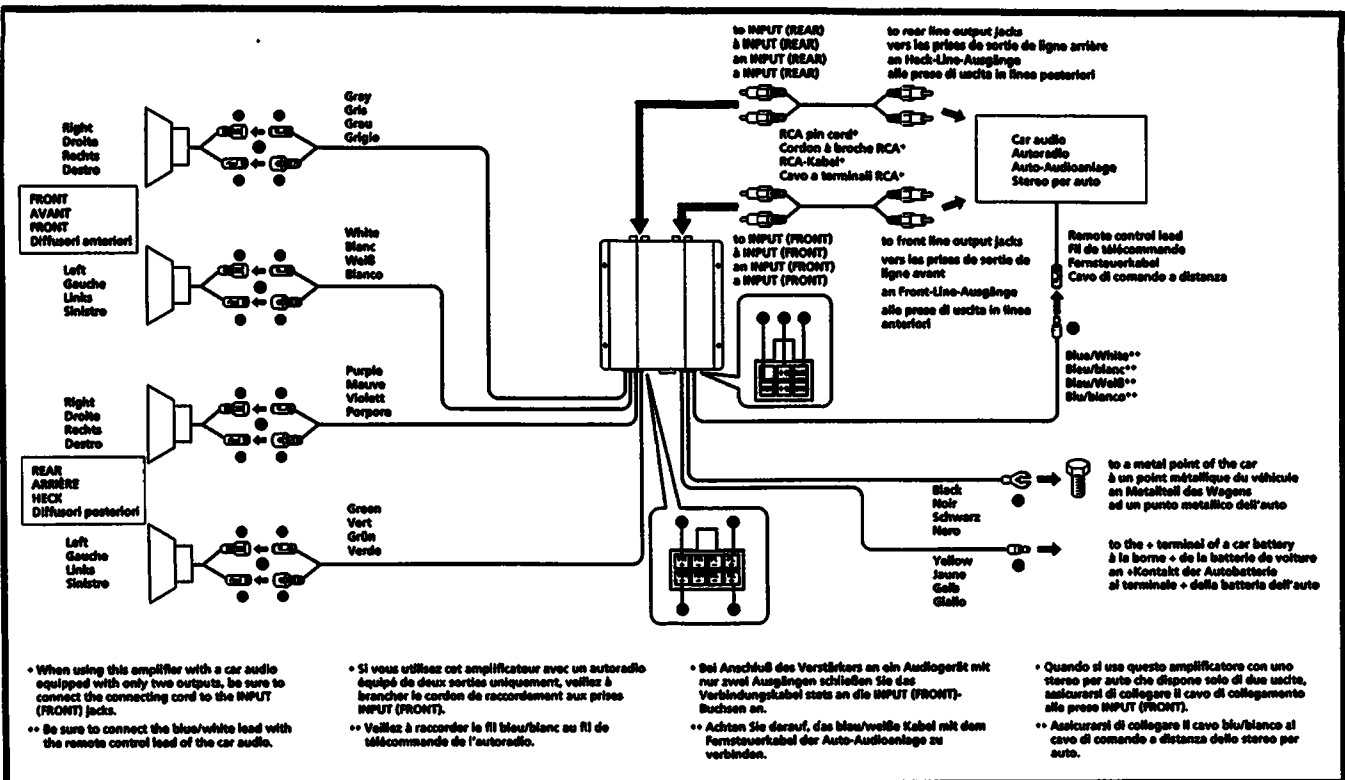 to INPUT (REAR)
à INPUT (REAR)
an INPUT (REAR)
a INPUT (REAR)
to rear line output jacks
vers les prises de sortie de ligne arrière
an Heck-Line-Ausgänge
alle prese di uscita in linea posteriori
Gray
Gris
Grau
Grigio
Right
Droite
Rechts
Destro
RCA pin cord*
Cordon à broche RCA*
RCA-Kabel*
Cavo a terminali RCA*
Car audio
Autoradio
Auto-Audioanlage
Stereo per auto
FRONT
AVANT
FRONT
Diffusori anteriori
White
Blanc
Weiß
Bianco
Left
Gauche
Links
Sinistro
to INPUT (FRONT)
à INPUT (FRONT)
an INPUT (FRONT)
a INPUT (FRONT)
to front line output jacks
vers les prises de sortie de
ligne avant
an Front-Line-Ausgänge
alle prese di uscita in linea
anteriori
Remote control lead
Fil de télécommande
Fernsteuerkabel
Cavo di comando a distanza
Blue/White**
Bleu/blanc**
Blau/Weiß**
Blu/bianco**
Purple
Mauve
Violett
Porpora
Right
Droite
Rechts
Destro
REAR
ARRIÈRE
HECK
Diffusori posteriori
Green
Vert
Grün
Verde
Left
Gauche
Links
Sinistro
Black
Noir
Schwarz
Nero
to a metal point of the car
à un point métallique du véhicule
an Metallteil des Wagens
ad un punto metallico dell'auto
Yellow
Jaune
Gelb
Giallo
to the + terminal of a car battery
à la borne + de la batterie de voiture
an +Kontakt der Autobatterie
al terminale + della batteria dell'auto
* When using this amplifier with a car audio
equipped with only two outputs, be sure to
connect the connecting cord to the INPUT
(FRONT) jacks.
** Be sure to connect the blue/white lead with
the remote control lead of the car audio.
* Si vous utilisez cet amplificateur avec un autoradio
équipé de deux sorties uniquement, veillez à
brancher le cordon de raccordement aux prises
INPUT (FRONT).
** Veillez à raccorder le fil bleu/blanc au fil de
télécommande de l'autoradio.
* Bei Anschluß des Verstärkers an ein Audiogerät mit
nur zwei Ausgängen schließen Sie das
Verbindungskabel stets an die INPUT (FRONT)-
Buchsen an.
** Achten Sie darauf, das blau/weiße Kabel mit dem
Fernsteuerkabel der Auto-Audioanlage zu
verbinden.
* Quando si usa questo amplificatore con uno
stereo per auto che dispone solo di due uscite,
assicurarsi di collegare il cavo di collegamento
alle prese INPUT (FRONT).
** Assicurarsi di collegare il cavo blu/bianco al
cavo di comando a distanza dello stereo per
auto.